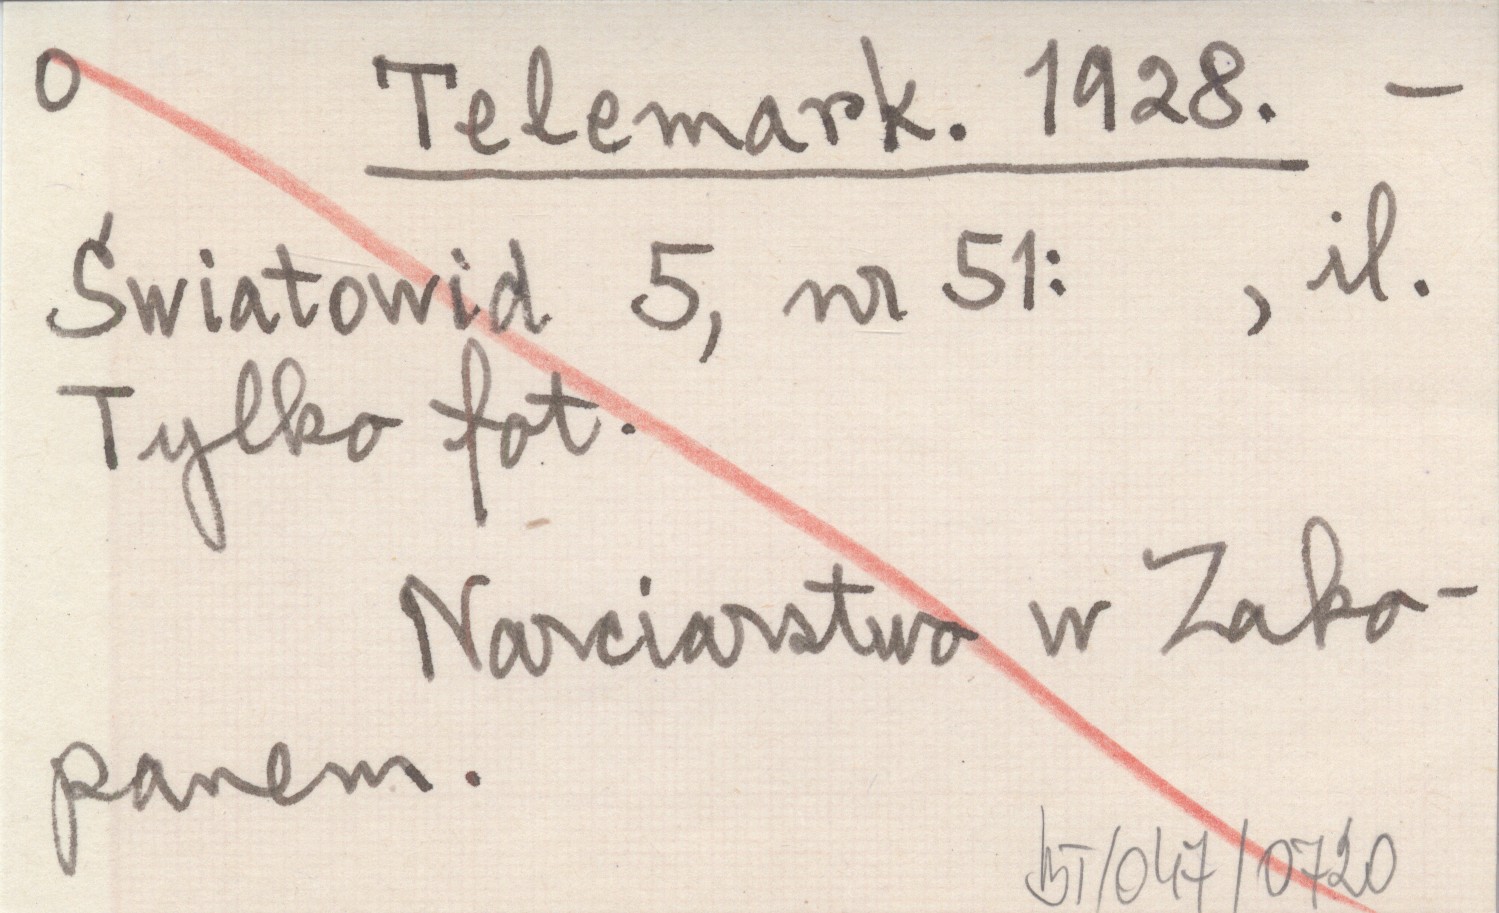 O
Telemark. 1928. –
Światowid 5, nr 51: , il.
Tylko fot.
Narciarstwo w Zako-
panem.
BT/047/0720